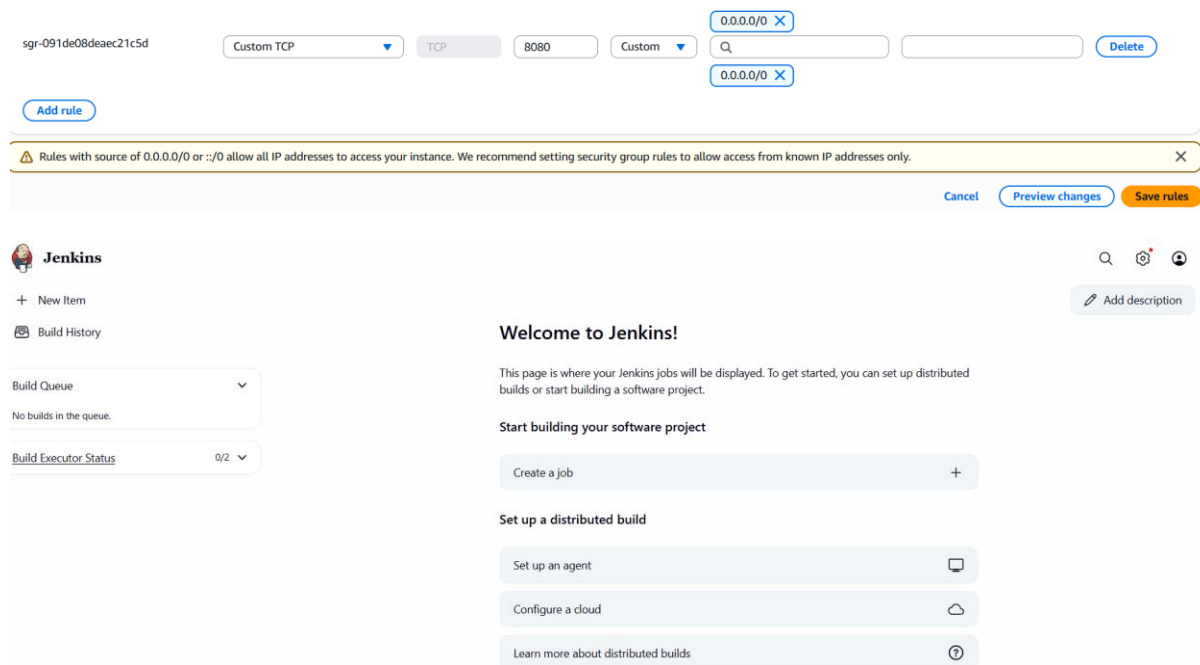 0.0.0.0/0
sgr-091de08deaec21c5d Custom TCP TCP 8080 Custom Delete
0.0.0.0/0
Add rule
Rules with source of 0.0.0.0/0 or ::/0 allow all IP addresses to access your instance. We recommend setting security group rules to allow access from known IP addresses only.
Cancel Preview changes Save rules
Jenkins
New Item
Add description
Build History
Welcome to Jenkins!
This page is where your Jenkins jobs will be displayed. To get started, you can set up distributed
builds or start building a software project.
Build Queue
No builds in the queue.
Start building your software project
Build Executor Status 0/2
Create a job
Set up a distributed build
Set up an agent
Configure a cloud
Learn more about distributed builds